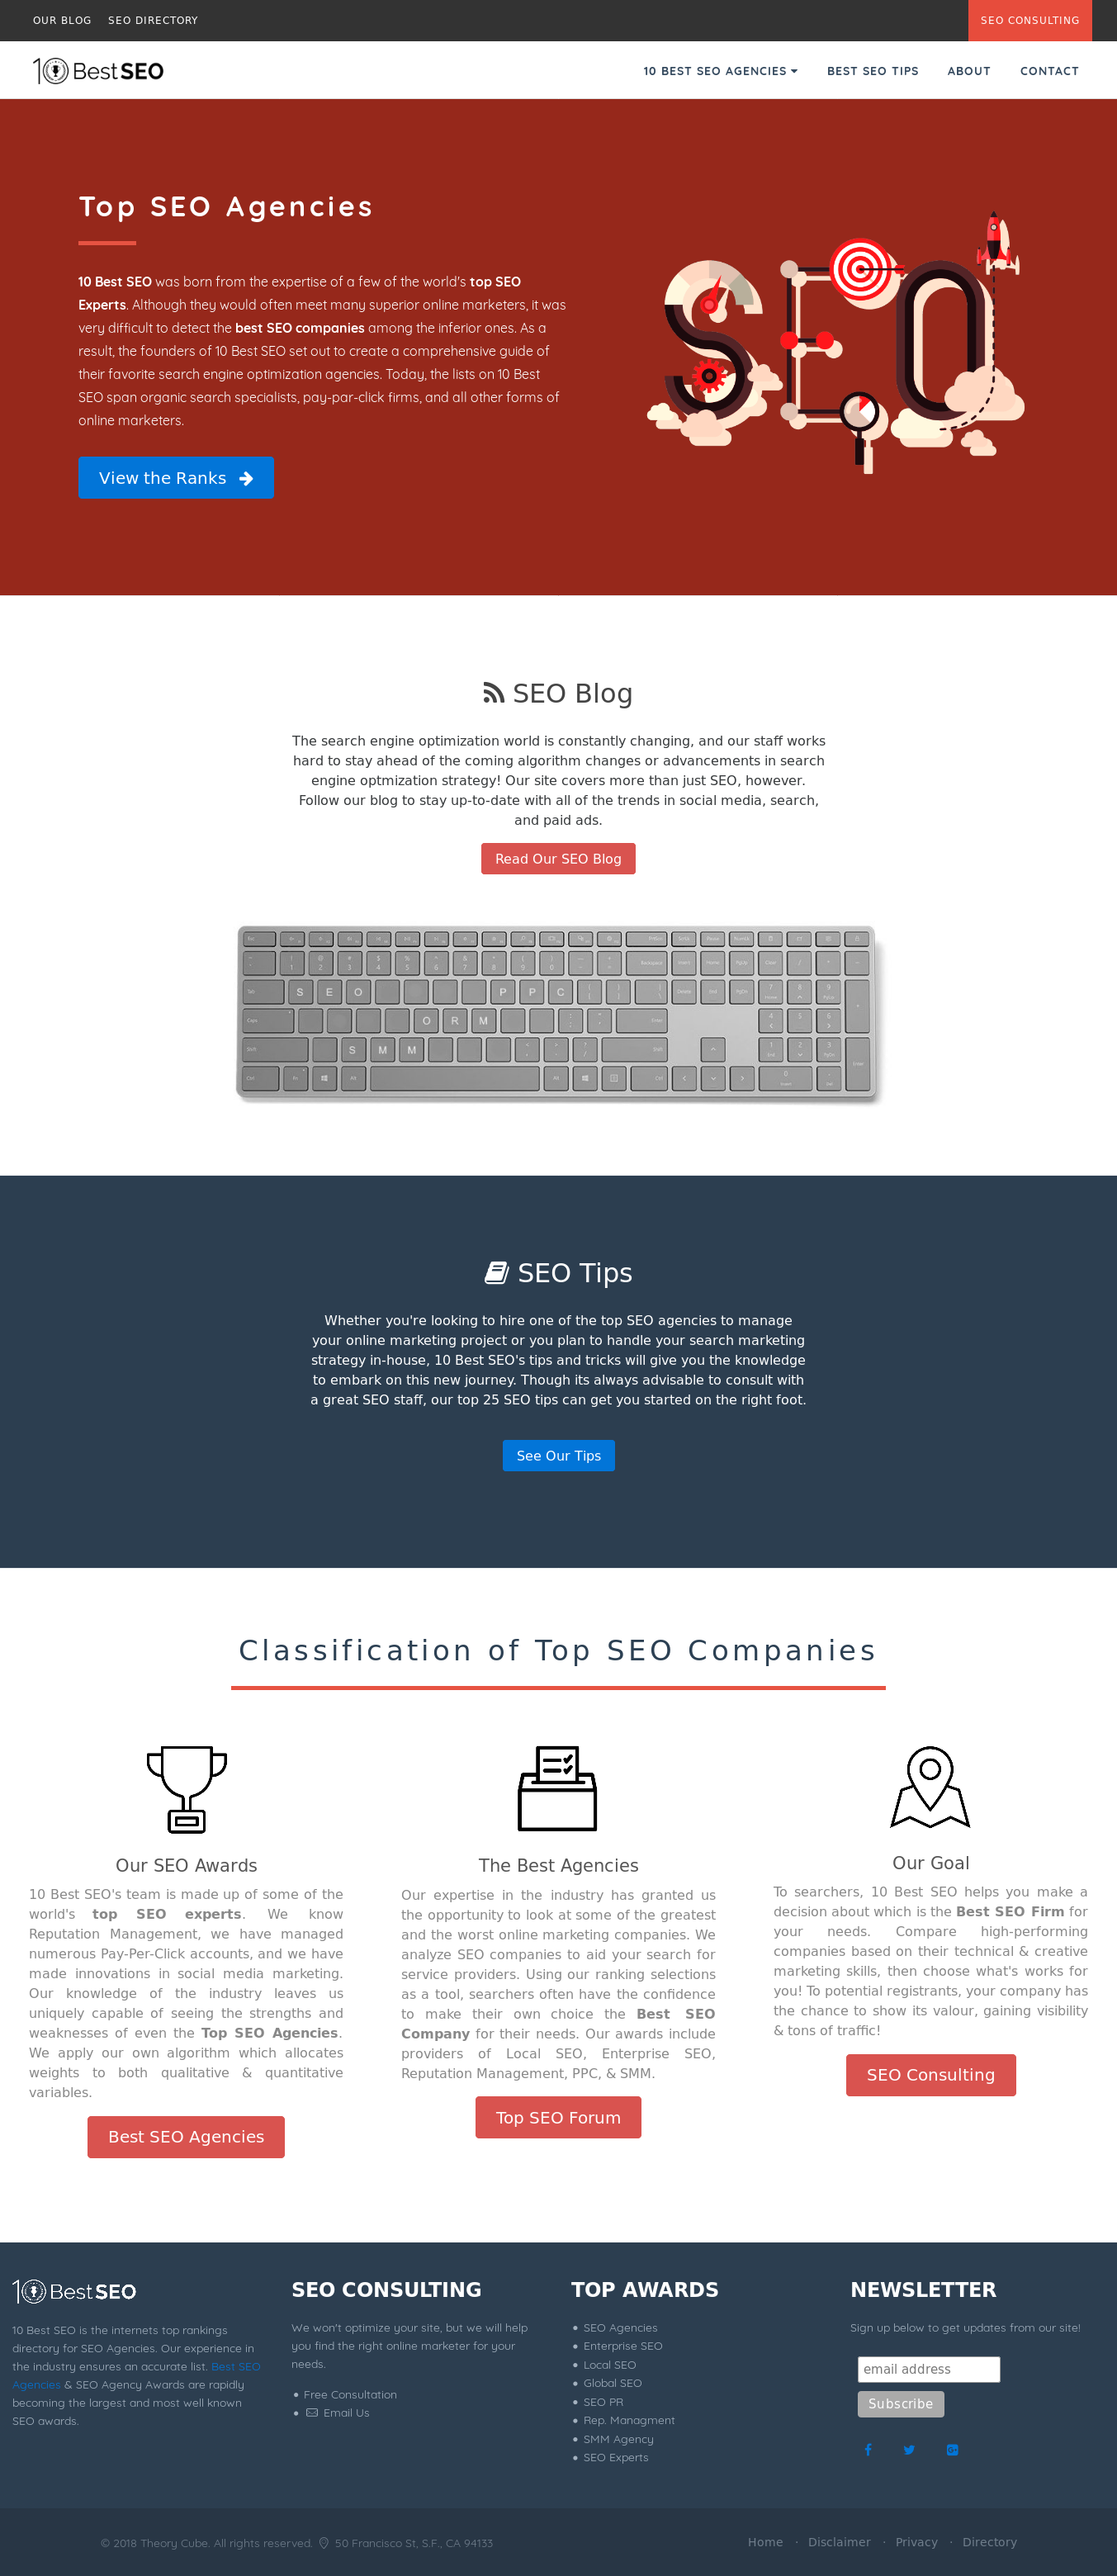 OUR BLOG SEO DIRECTORY SEO CONSULTING
10 BestSEO 10 BEST SEO AGENCIES BEST SEO TIPS ABOUT CONTACT
Top SEO Agencies
10 Best SEO was born from the expertise of a few of the world's top SEO
Experts. Although they would often meet many superior online marketers, it was
very difficult to detect the best SEO companies among the inferior ones. As a
result, the founders of 10 Best SEO set out to create a comprehensive guide of
their favorite search engine optimization agencies. Today, the lists on 10 Best
SEO span organic search specialists, pay-par-click firms, and all other forms of
online marketers.
View the Ranks
SEO
SEO Blog
The search engine optimization world is constantly changing, and our staff works
hard to stay ahead of the coming algorithm changes or advancements in search
engine optmization strategy! Our site covers more than just SEO, however.
Follow our blog to stay up-to-date with all of the trends in social media, search,
and paid ads.
Read Our SEO Blog
S E O P P C
O R M
S M M
SEO Tips
Whether you're looking to hire one of the top SEO agencies to manage
your online marketing project or you plan to handle your search marketing
strategy in-house, 10 Best SEO's tips and tricks will give you the knowledge
to embark on this new journey. Though its always advisable to consult with
a great SEO staff, our top 25 SEO tips can get you started on the right foot.
See Our Tips
Classification of Top SEO Companies
Our SEO Awards
10 Best SEO's team is made up of some of the
world's top SEO experts. We know
Reputation Management, we have managed
numerous Pay-Per-Click accounts, and we have
made innovations in social media marketing.
Our knowledge of the industry leaves us
uniquely capable of seeing the strengths and
weaknesses of even the Top SEO Agencies.
We apply our own algorithm which allocates
weights to both qualitative & quantitative
variables.
Best SEO Agencies
The Best Agencies
Our expertise in the industry has granted us
the opportunity to look at some of the greatest
and the worst online marketing companies. We
analyze SEO companies to aid your search for
service providers. Using our ranking selections
as a tool, searchers often have the confidence
to make their own choice the Best SEO
Company for their needs. Our awards include
providers of Local SEO, Enterprise SEO,
Reputation Management, PPC, & SMM.
Top SEO Forum
Our Goal
To searchers, 10 Best SEO helps you make a
decision about which is the Best SEO Firm for
your needs. Compare high-performing
companies based on their technical & creative
marketing skills, then choose what's works for
you! To potential registrants, your company has
the chance to show its valour, gaining visibility
& tons of traffic!
SEO Consulting
10 BestSEO
10 Best SEO is the internets top rankings
directory for SEO Agencies. Our experience in
the industry ensures an accurate list. Best SEO
Agencies & SEO Agency Awards are rapidly
becoming the largest and most well known
SEO awards.
SEO CONSULTING
We won't optimize your site, but we will help
you find the right online marketer for your
needs.
Free Consultation
Email Us
TOP AWARDS
SEO Agencies
Enterprise SEO
Local SEO
Global SEO
SEO PR
Rep. Managment
SMM Agency
SEO Experts
NEWSLETTER
Sign up below to get updates from our site!
email address
Subscribe
© 2018 Theory Cube. All rights reserved. 50 Francisco St, S.F., CA 94133
Home · Disclaimer · Privacy · Directory